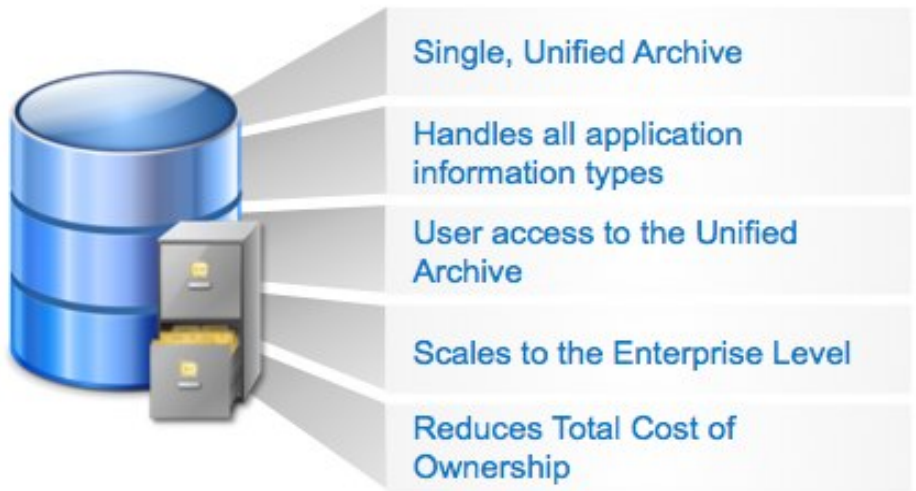 Single, Unified Archive
Handles all application
information types
User access to the Unified
Archive
Scales to the Enterprise Level
Reduces Total Cost of
Ownership